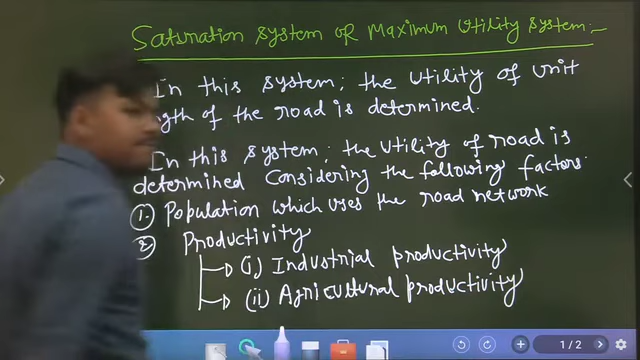 Saturation System or Maximum Utility System:-
In this system; the utility of unit
of the road is determined.
In this system; the utility of road is
determined Considering the following factors.
1. Population which uses the road network
2. Productivity
(i) Industrial productivity
(ii) Agricultural productivity
1 / 2